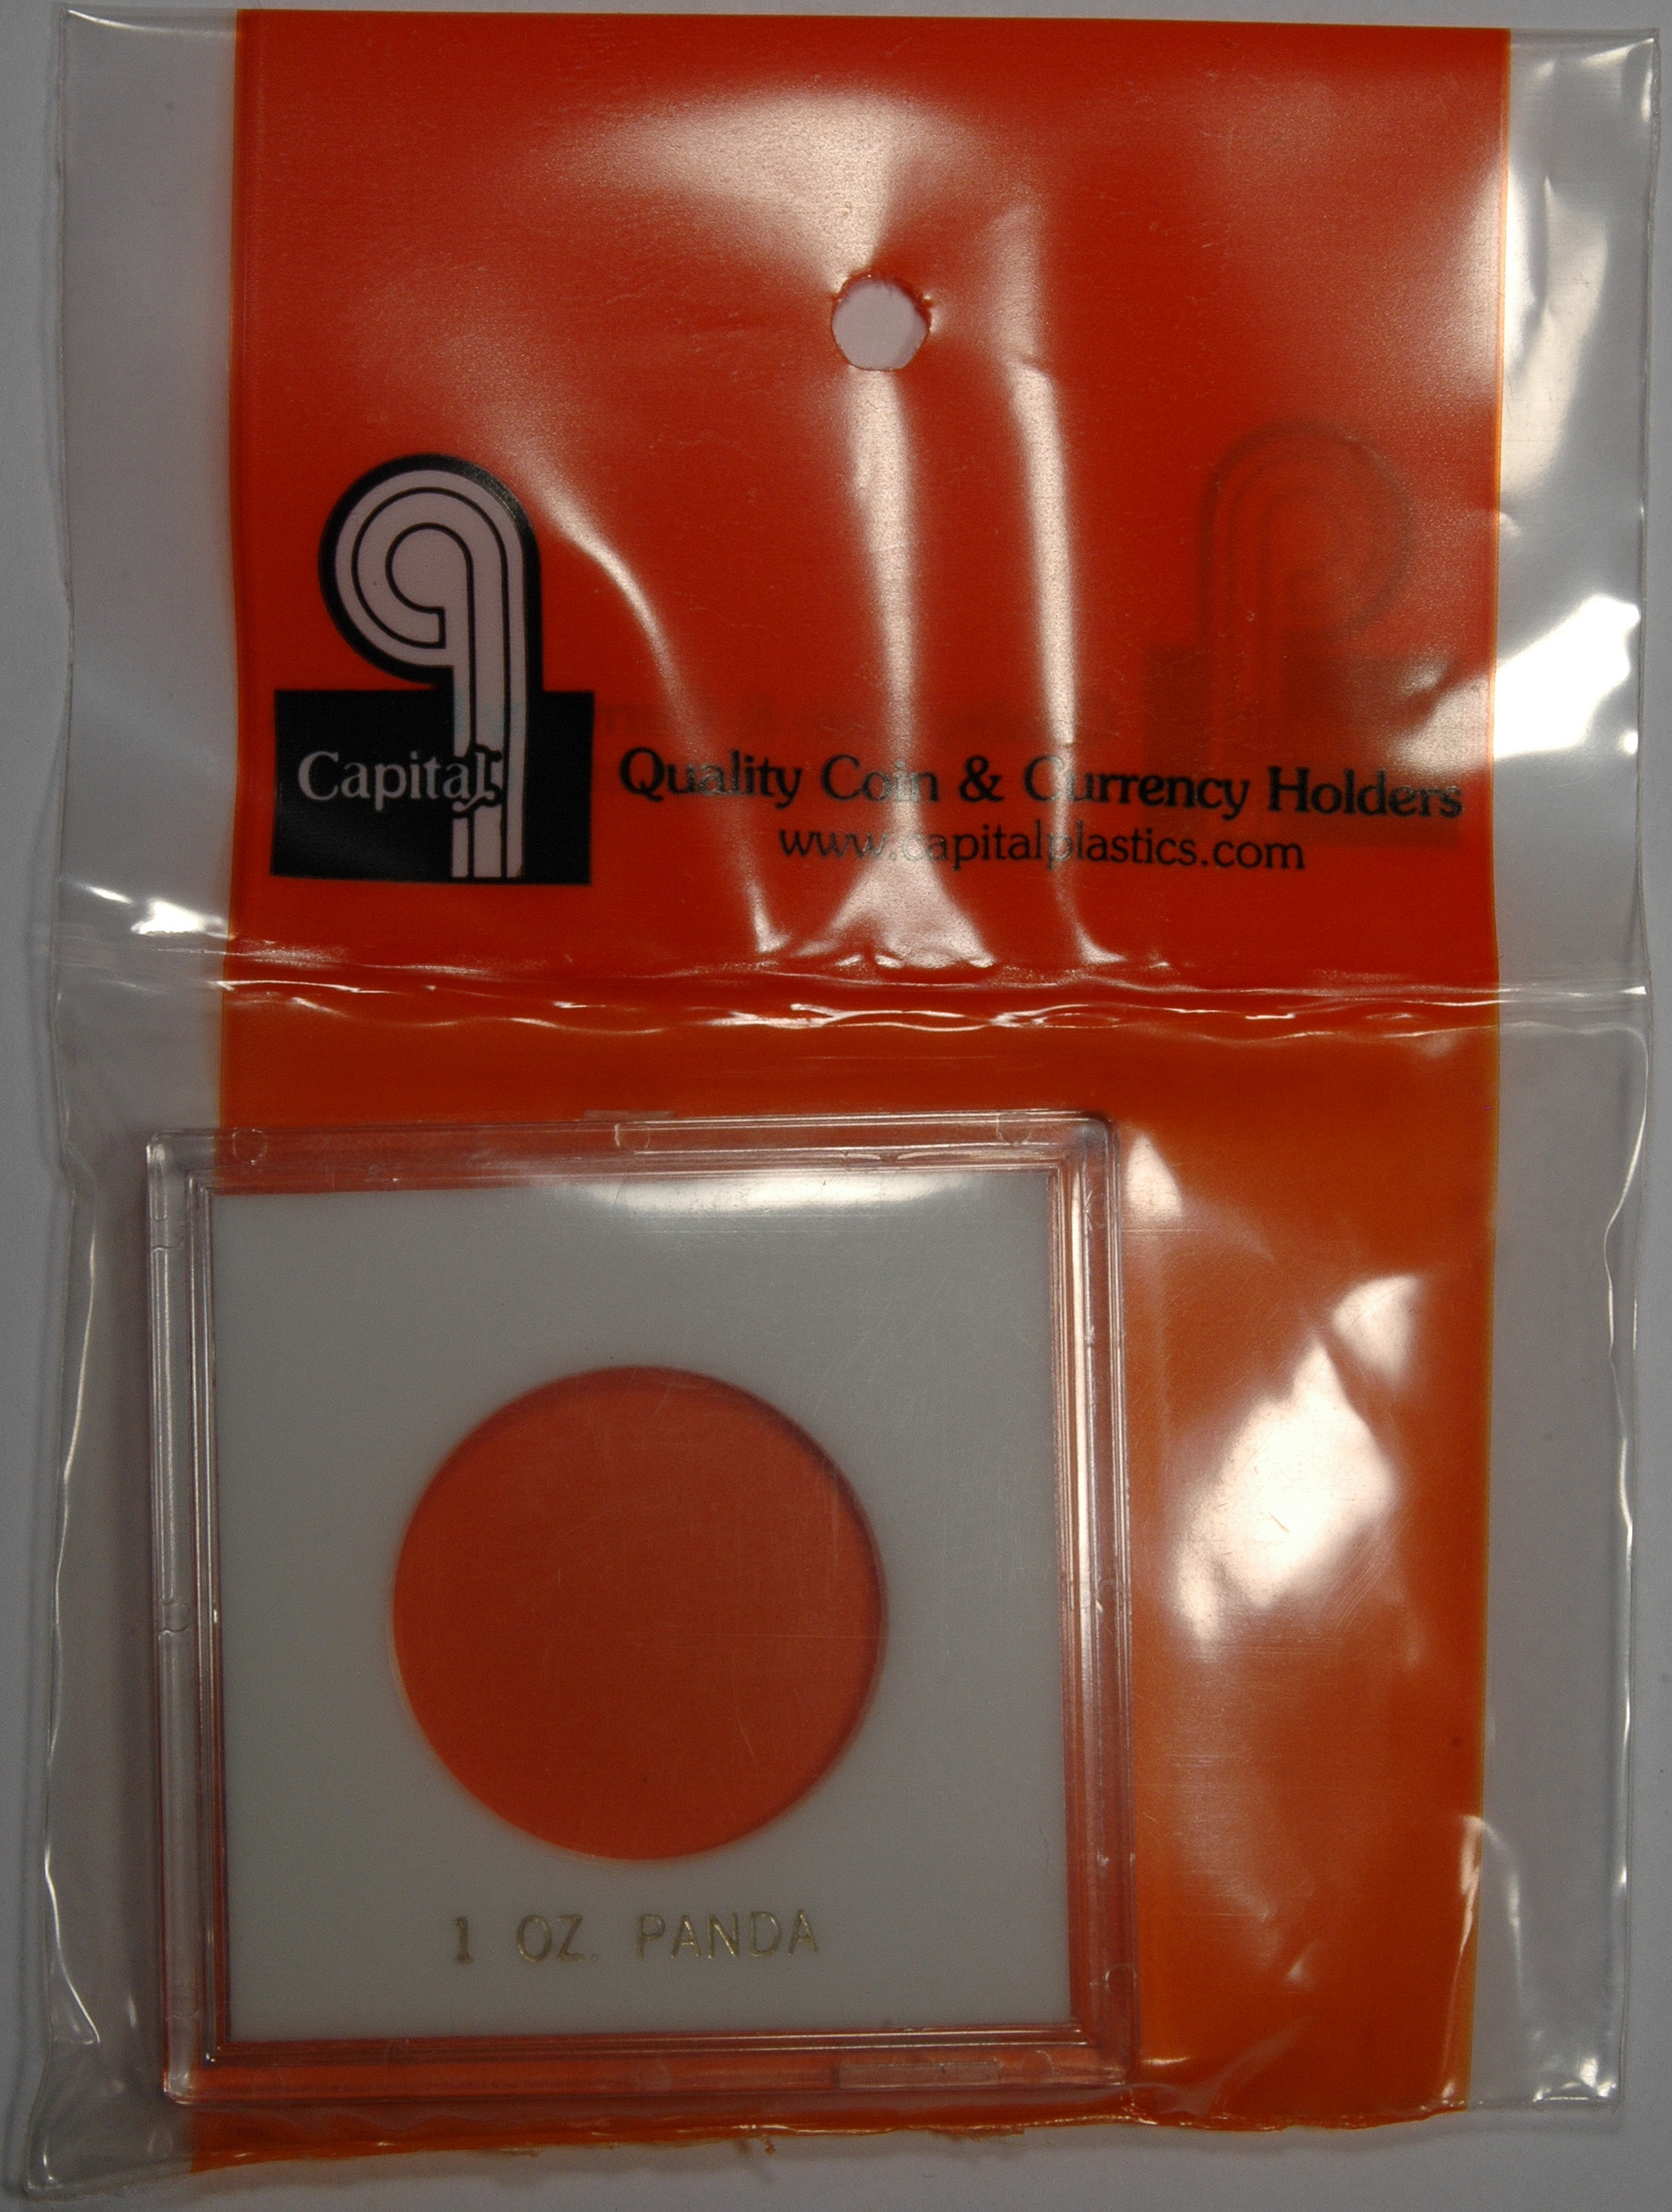 Capital
Quality Coin & Currency Holders
www.capitalplastics.com
1 OZ. PANDA